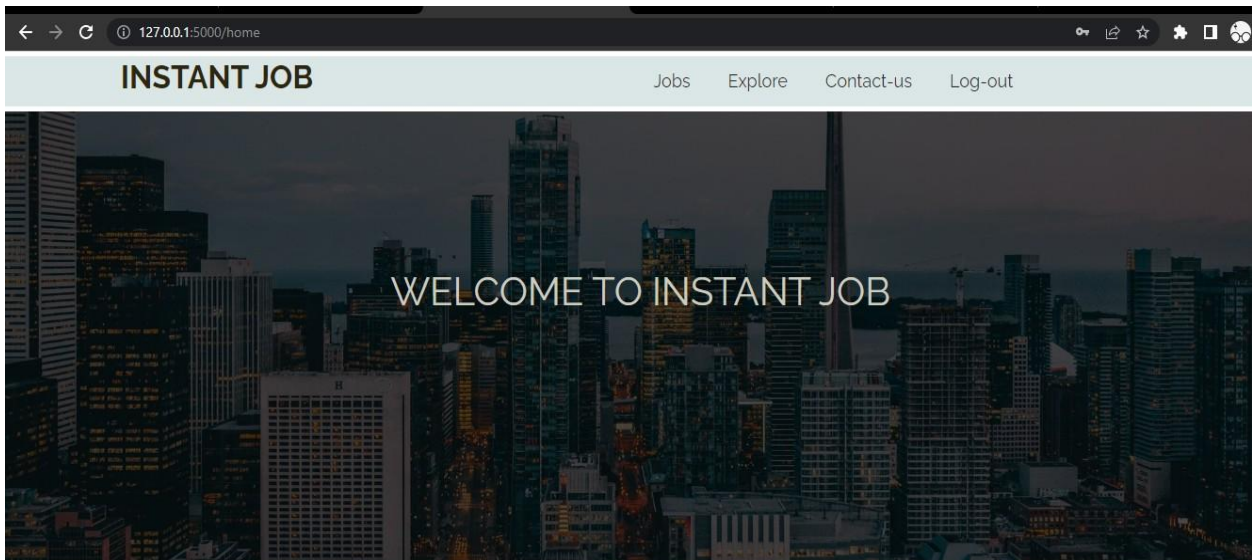 127.0.0.1:5000/home
INSTANT JOB
Jobs Explore Contact-us Log-out
WELCOME TO INSTANT JOB
H